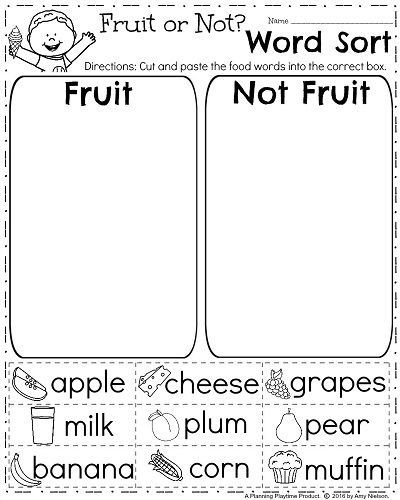 Fruit or Not?
Name
Word Sort
Directions: Cut and paste the food words into the correct box.
Fruit
Not Fruit
apple
cheese
grapes
milk
plum
pear
banana
corn
muffin
A Planning Playtime Product. © 2016 by Amy Nielson.